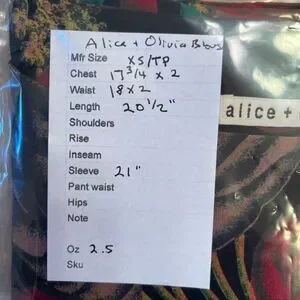 Alice + Olivia Blous
Mfr Size XS/TP
Chest 17 3/4 x 2
Waist 18 x 2
Length 20 1/2"
Shoulders
Rise
Inseam
Sleeve 21"
Pant waist
Hips
Note
Oz 2.5
Sku
alice +